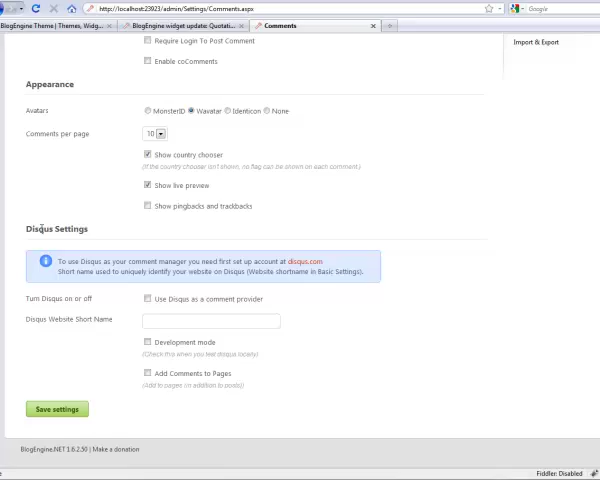 http://localhost:23923/admin/Settings/Comments.aspx
Google
BlogEngine Theme | Themes, Widg...
BlogEngine widget update: Quotati...
Comments
Require Login To Post Comment
Import & Export
Enable coComments
Appearance
Avatars
MonsterID
Wavatar
Identicon
None
Comments per page
10
Show country chooser
(If the country chooser isn't shown, no flag can be shown on each comment.)
Show live preview
Show pingbacks and trackbacks
Disqus Settings
To use Disqus as your comment manager you need first set up account at disqus.com
Short name used to uniquely identify your website on Disqus (Website shortname in Basic Settings).
Turn Disqus on or off
Use Disqus as a comment provider
Disqus Website Short Name
Development mode
(Check this when you test disqus locally)
Add Comments to Pages
(Add to pages (in addition to posts))
Save settings
BlogEngine.NET 1.6.2.50 | Make a donation
Fiddler: Disabled